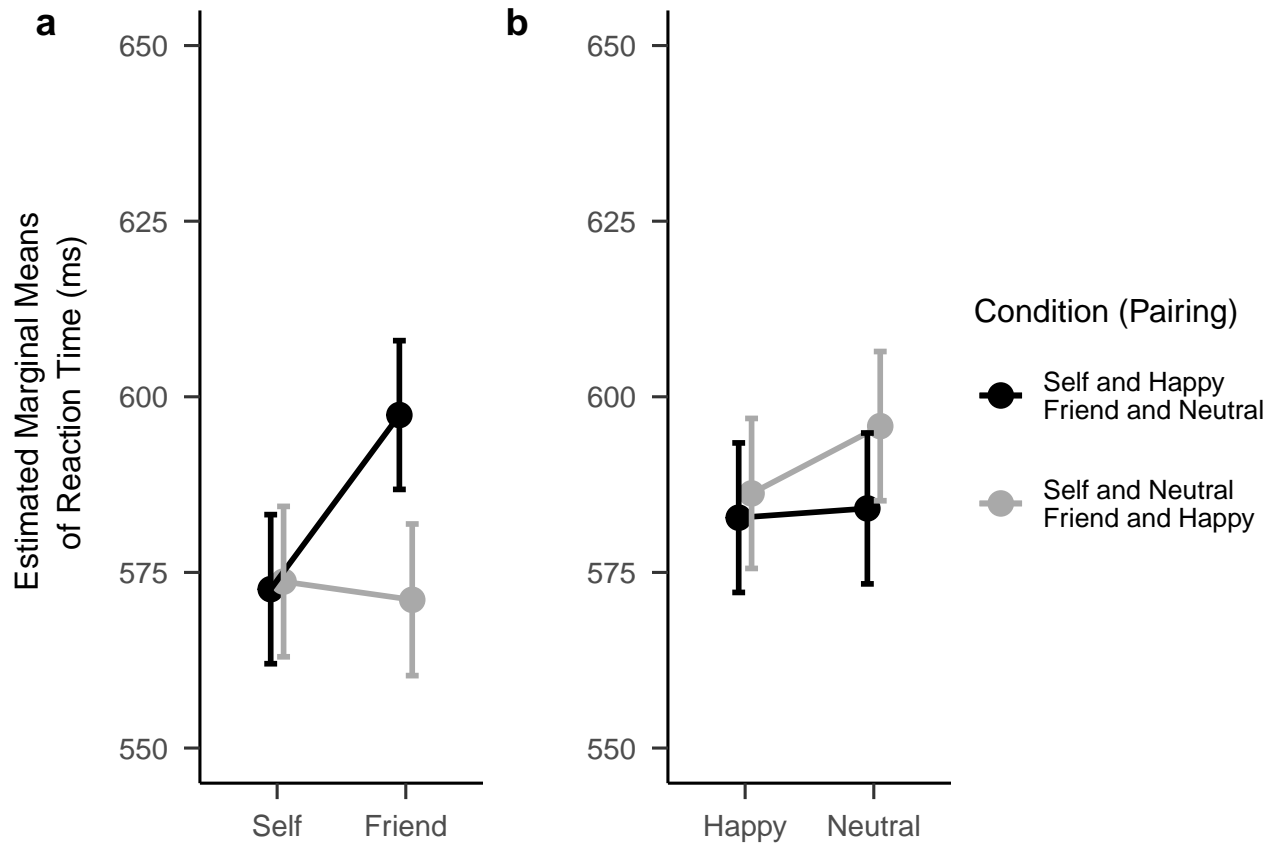 a
Estimated Marginal Means
of Reaction Time (ms)
650
625
600
575
550
Self
Friend
b
650
625
600
575
550
Happy
Neutral
Condition (Pairing)
Self and Happy
Friend and Neutral
Self and Neutral
Friend and Happy